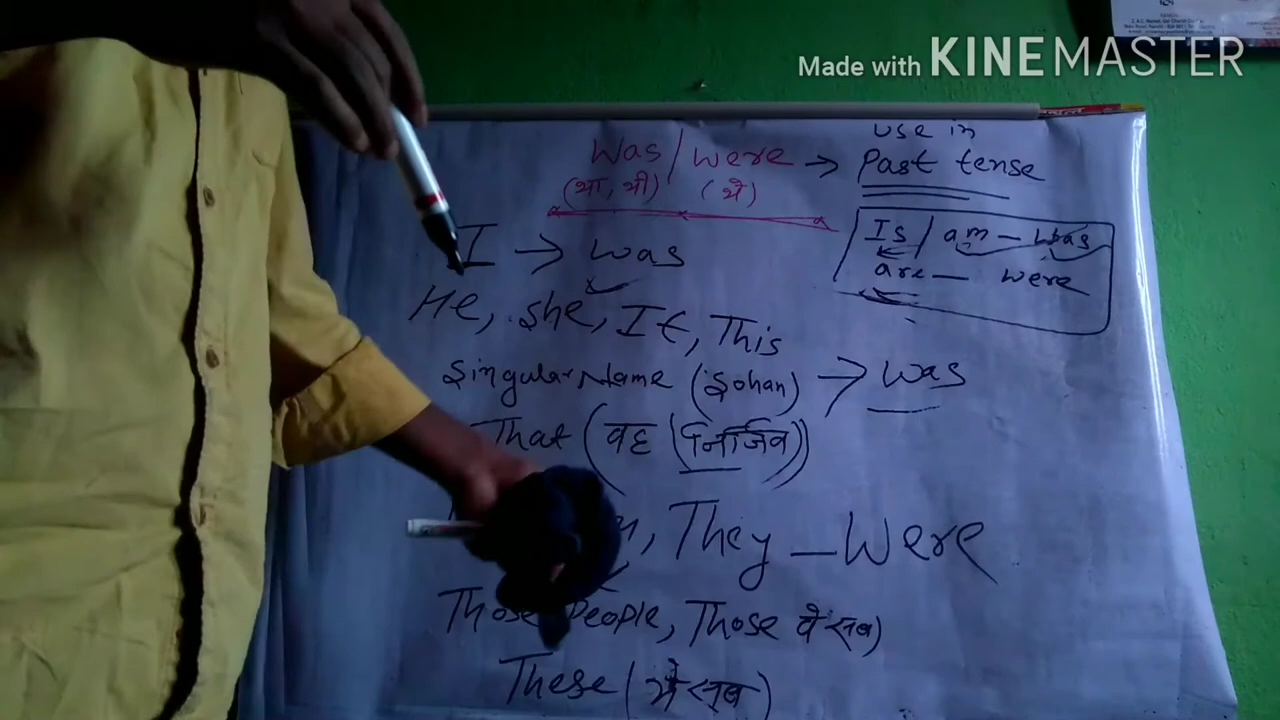 Made with KINEMASTER
Was / were → use in Past tense
(था, थी) (थे)
I → was
Is / am – was
are – were
He, she, It, This
Singular Name (Sohan) → was
That (वह (निर्जिव))
They – Were
Those People, Those वे सब)
These (ये सब)